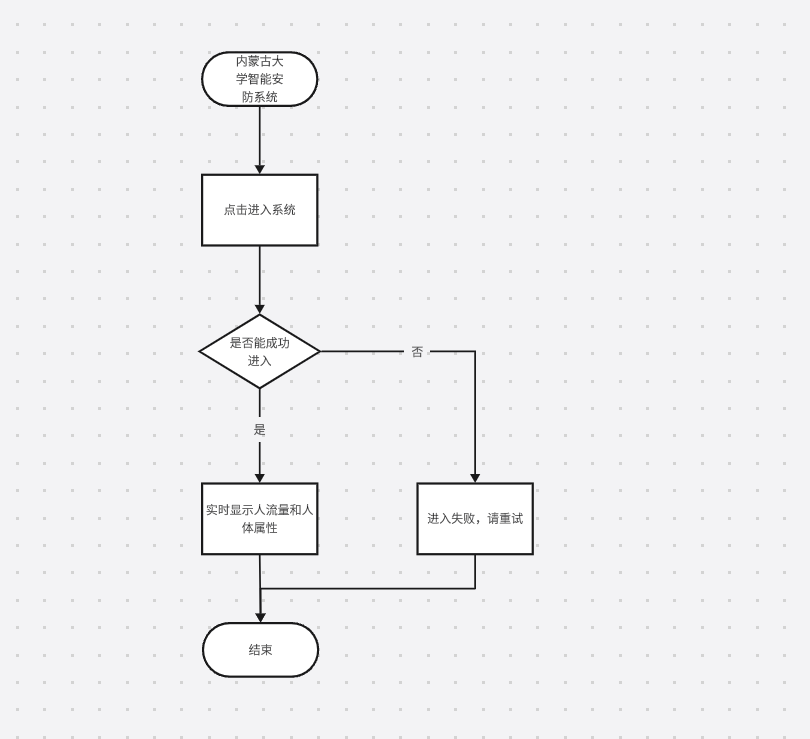 内蒙古大
学智能安
防系统
点击进入系统
是否能成功
进入
否
是
实时显示人流量和人
体属性
进入失败，请重试
结束